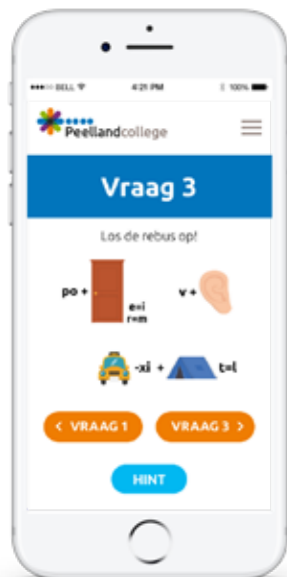 BELL 4:21 PM 100%
Peellandcollege
Vraag 3
Los de rebus op!
po + v +
e=i
r=m
-xi + t=l
< VRAAG 1 VRAAG 3 >
HINT